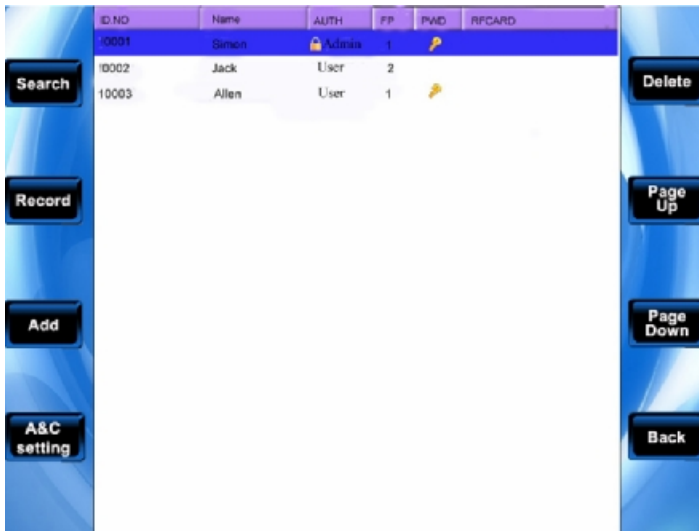 ID.NO Name AUTH FP PWD RFCARD
10001 Simon Admin 1
10002 Jack User 2
10003 Allen User 1
Search
Record
Add
A&C
setting
Delete
Page
Up
Page
Down
Back